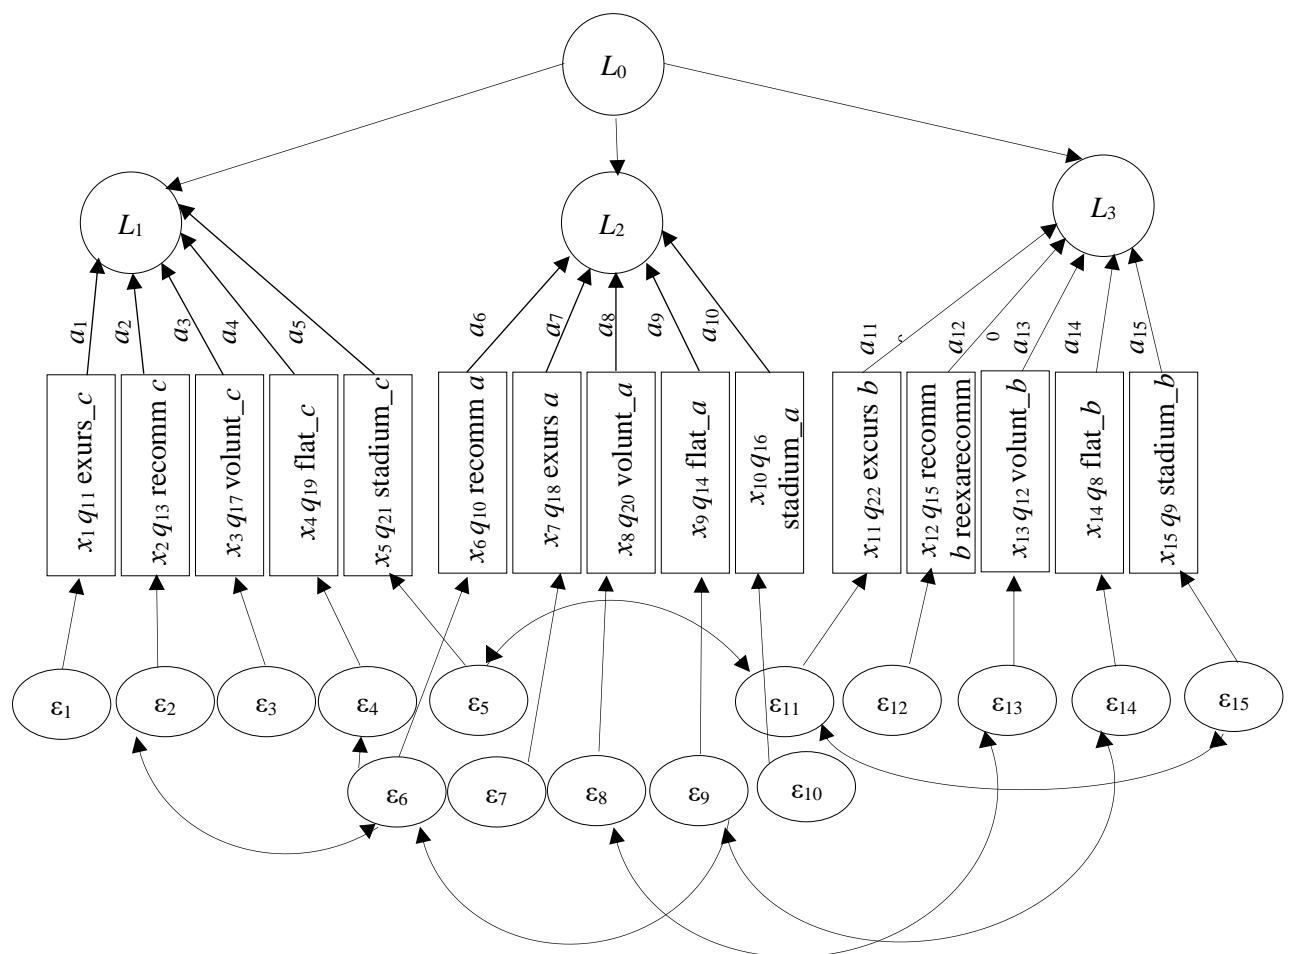 L0
L1
L2
L3
a1
a2
a3
a4
a5
a6
a7
a8
a9
a10
a11
a12
0
a13
a14
a15
x1 q11 exurs_c
x2 q13 recomm c
x3 q17 volunt_c
x4 q19 flat_c
x5 q21 stadium_c
x6 q10 recomm a
x7 q18 exurs a
x8 q20 volunt_a
x9 q14 flat_a
x10 q16
stadium_a
x11 q22 excurs b
x12 q15 recomm
b reexarecomm
x13 q12 volunt_b
x14 q8 flat_b
x15 q9 stadium_b
ε1
ε2
ε3
ε4
ε5
ε11
ε12
ε13
ε14
ε15
ε6
ε7
ε8
ε9
ε10